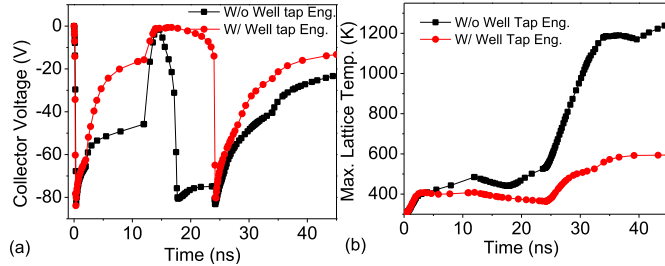 W/o Well tap Eng.
W/ Well tap Eng.
0
-20
-40
-60
-80
Collector Voltage (V)
0 10 20 30 40
Time (ns)
(a)
W/o Well Tap Eng.
W/ Well Tap Eng.
1200
1000
800
600
400
Max. Lattice Temp. (K)
0 10 20 30 40
Time (ns)
(b)